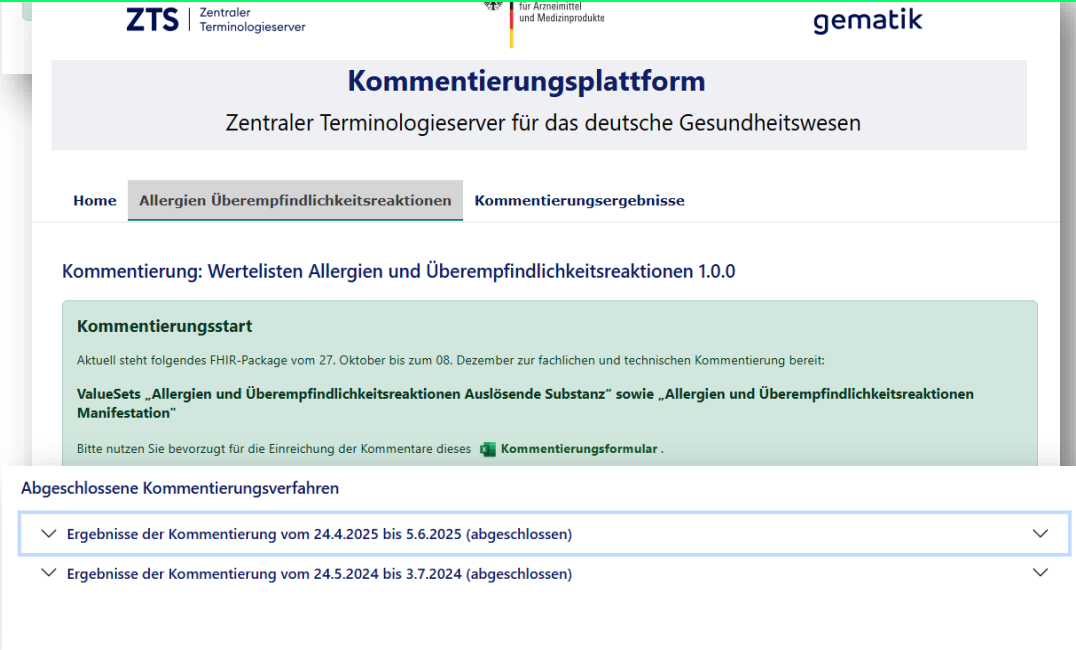 ZTS
Zentraler
Terminologieserver
für Arzneimittel
und Medizinprodukte
gematik
Kommentierungsplattform
Zentraler Terminologieserver für das deutsche Gesundheitswesen
Home
Allergien Überempfindlichkeitsreaktionen
Kommentierungsergebnisse
Kommentierung: Wertelisten Allergien und Überempfindlichkeitsreaktionen 1.0.0
Kommentierungsstart
Aktuell steht folgendes FHIR-Package vom 27. Oktober bis zum 08. Dezember zur fachlichen und technischen Kommentierung bereit:
ValueSets „Allergien und Überempfindlichkeitsreaktionen Auslösende Substanz" sowie „Allergien und Überempfindlichkeitsreaktionen
Manifestation"
Bitte nutzen Sie bevorzugt für die Einreichung der Kommentare dieses Kommentierungsformular .
Abgeschlossene Kommentierungsverfahren
Ergebnisse der Kommentierung vom 24.4.2025 bis 5.6.2025 (abgeschlossen)
Ergebnisse der Kommentierung vom 24.5.2024 bis 3.7.2024 (abgeschlossen)